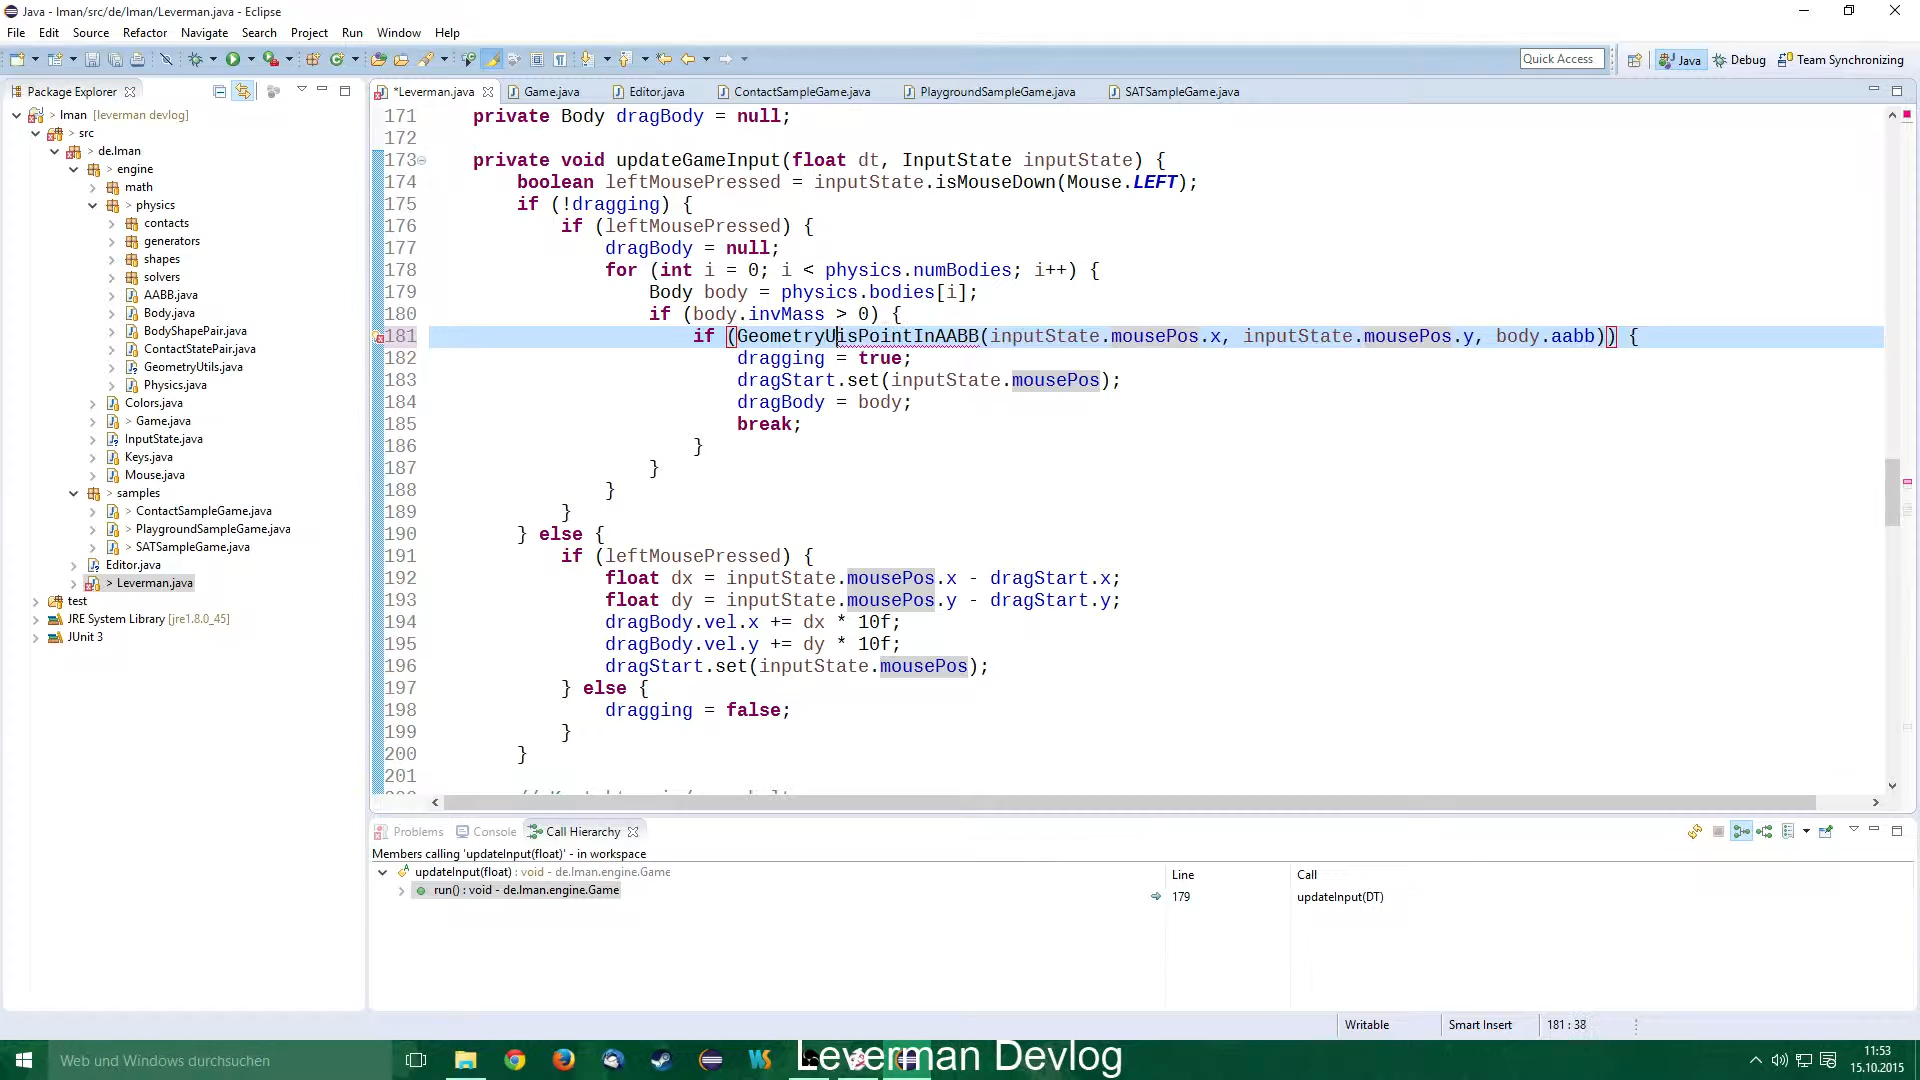 Java - lman/src/de/lman/Leverman.java - Eclipse
File Edit Source Refactor Navigate Search Project Run Window Help
Quick Access Java Debug Team Synchronizing
Package Explorer
> lman [leverman devlog]
> src
> de.lman
> engine
math
> physics
contacts
generators
shapes
solvers
AABB.java
Body.java
BodyShapePair.java
ContactStatePair.java
GeometryUtils.java
Physics.java
Colors.java
> Game.java
InputState.java
Keys.java
Mouse.java
> samples
> ContactSampleGame.java
> PlaygroundSampleGame.java
> SATSampleGame.java
Editor.java
> Leverman.java
test
JRE System Library [jre1.8.0_45]
JUnit 3
*Leverman.java Game.java Editor.java ContactSampleGame.java PlaygroundSampleGame.java SATSampleGame.java
171 private Body dragBody = null;
172
173 private void updateGameInput(float dt, InputState inputState) {
174 boolean leftMousePressed = inputState.isMouseDown(Mouse.LEFT);
175 if (!dragging) {
176 if (leftMousePressed) {
177 dragBody = null;
178 for (int i = 0; i < physics.numBodies; i++) {
179 Body body = physics.bodies[i];
180 if (body.invMass > 0) {
181 if (GeometryUisPointInAABB(inputState.mousePos.x, inputState.mousePos.y, body.aabb)) {
182 dragging = true;
183 dragStart.set(inputState.mousePos);
184 dragBody = body;
185 break;
186 }
187 }
188 }
189 }
190 } else {
191 if (leftMousePressed) {
192 float dx = inputState.mousePos.x - dragStart.x;
193 float dy = inputState.mousePos.y - dragStart.y;
194 dragBody.vel.x += dx * 10f;
195 dragBody.vel.y += dy * 10f;
196 dragStart.set(inputState.mousePos);
197 } else {
198 dragging = false;
199 }
200 }
201
Problems Console Call Hierarchy
Members calling 'updateInput(float)' - in workspace
updateInput(float) : void - de.lman.engine.Game
run() : void - de.lman.engine.Game
Line Call
179 updateInput(DT)
Writable Smart Insert 181 : 38
Web und Windows durchsuchen
Leverman Devlog
11:53
15.10.2015